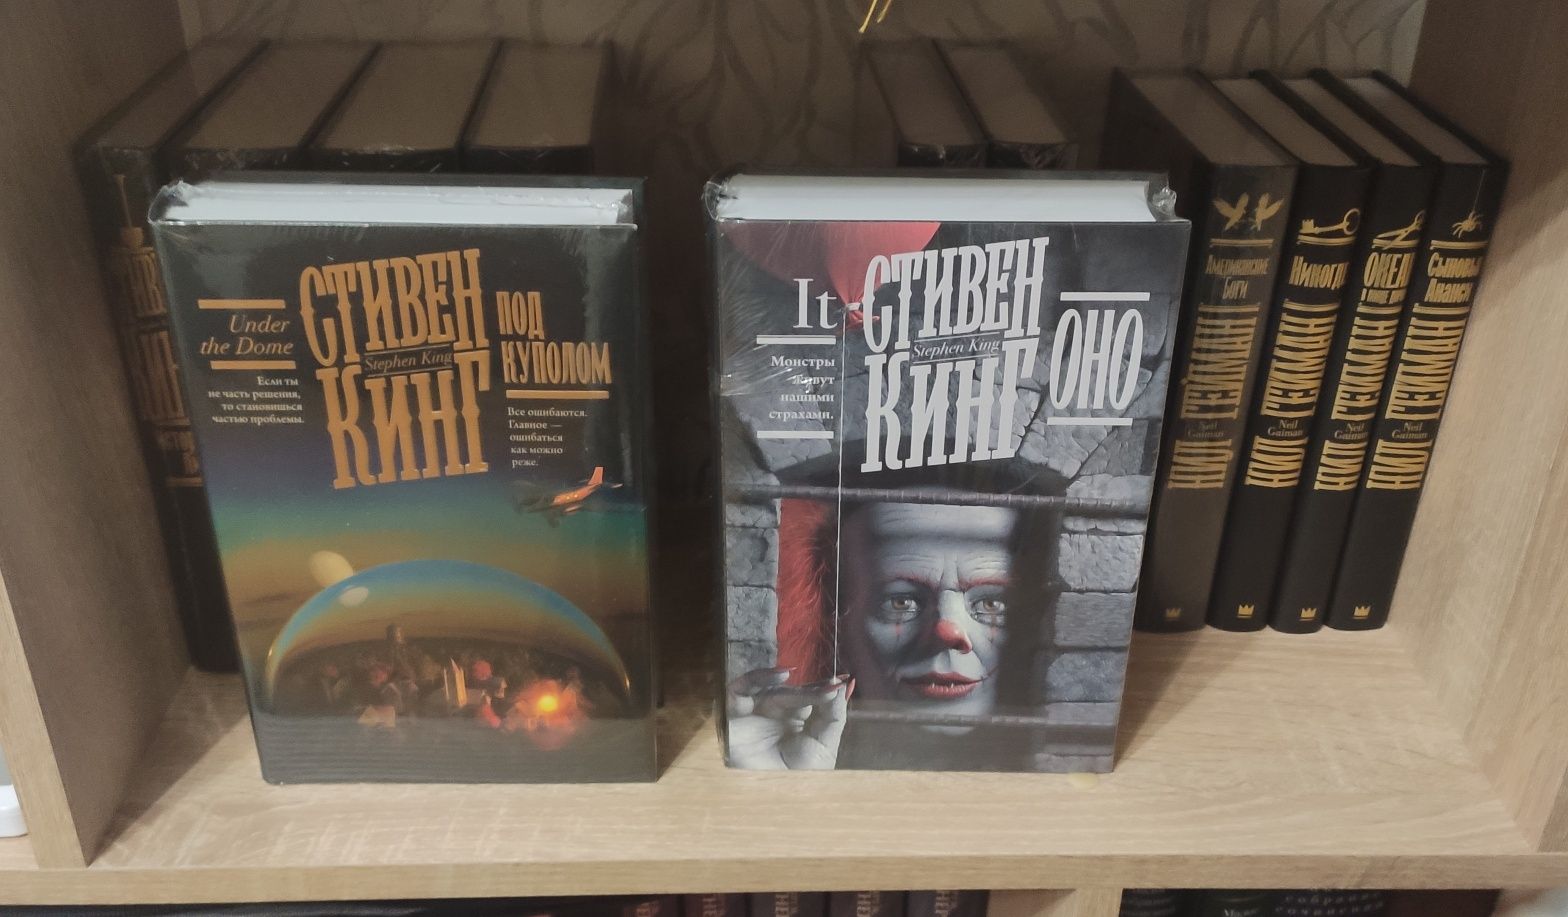 Under
the Dome
Если ты
не часть решения,
то становишься
частью проблемы.
СТИВЕН
Stephen King
КИНГ
ПОД
КУПОЛОМ
Все ошибаются.
Главное —
ошибаться
как можно
реже.
It
Монстры
живут
нашими
страхами.
СТИВЕН
Stephen King
КИНГ
ОНО
Американские
Боги
НИЛ ГЕЙМАН
Neil
Gaiman
Никогде
НИЛ ГЕЙМАН
Neil
Gaiman
НИЛ ГЕЙМАН
Neil
Gaiman
Сыновья
Ананси
НИЛ ГЕЙМАН
Neil
Gaiman
собрание
сочинений